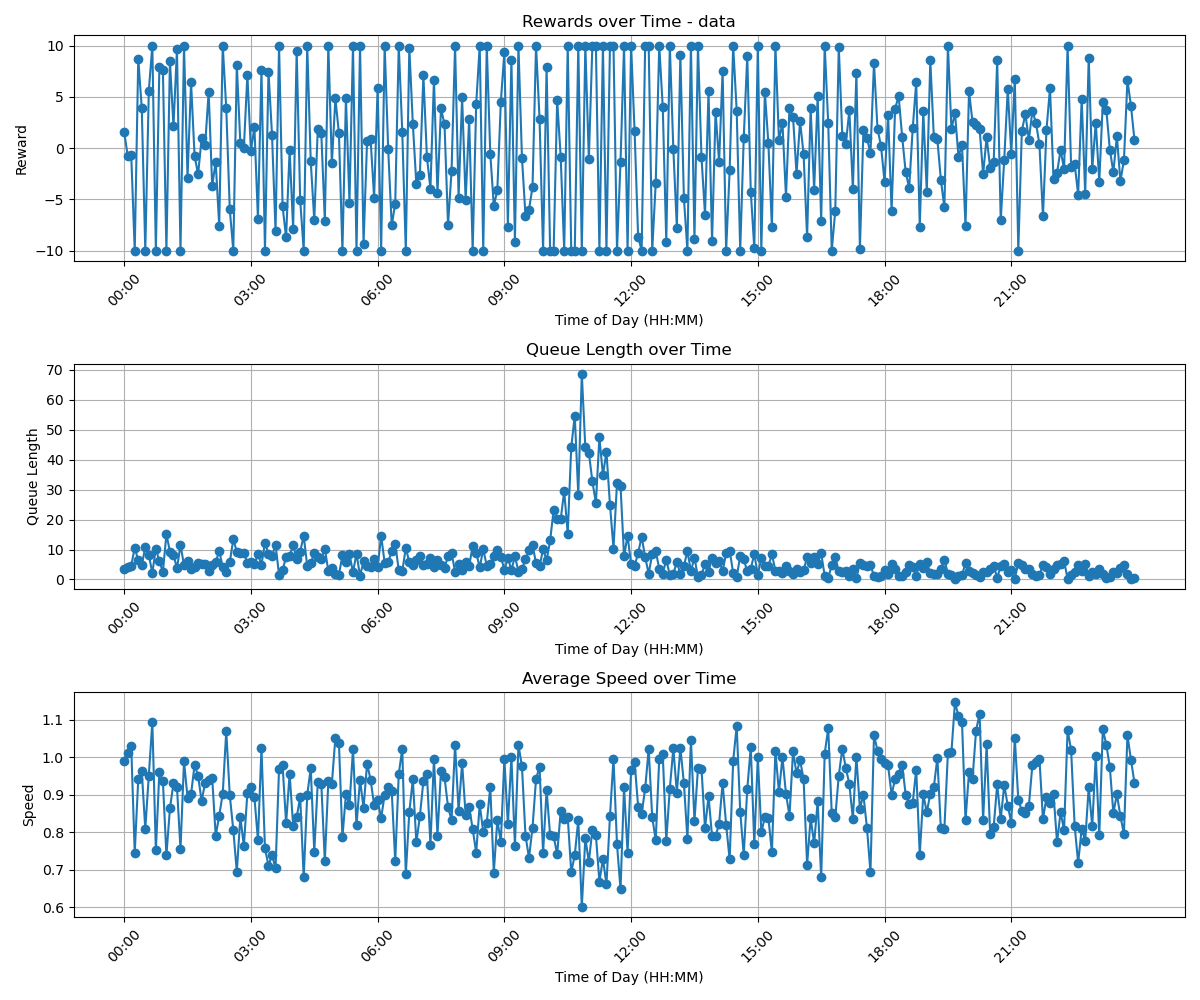 Rewards over Time - data
10
5
0
−5
−10
Reward
00:00 03:00 06:00 09:00 12:00 15:00 18:00 21:00
Time of Day (HH:MM)
Queue Length over Time
70
60
50
40
30
20
10
0
Queue Length
00:00 03:00 06:00 09:00 12:00 15:00 18:00 21:00
Time of Day (HH:MM)
Average Speed over Time
1.1
1.0
0.9
0.8
0.7
0.6
Speed
00:00 03:00 06:00 09:00 12:00 15:00 18:00 21:00
Time of Day (HH:MM)